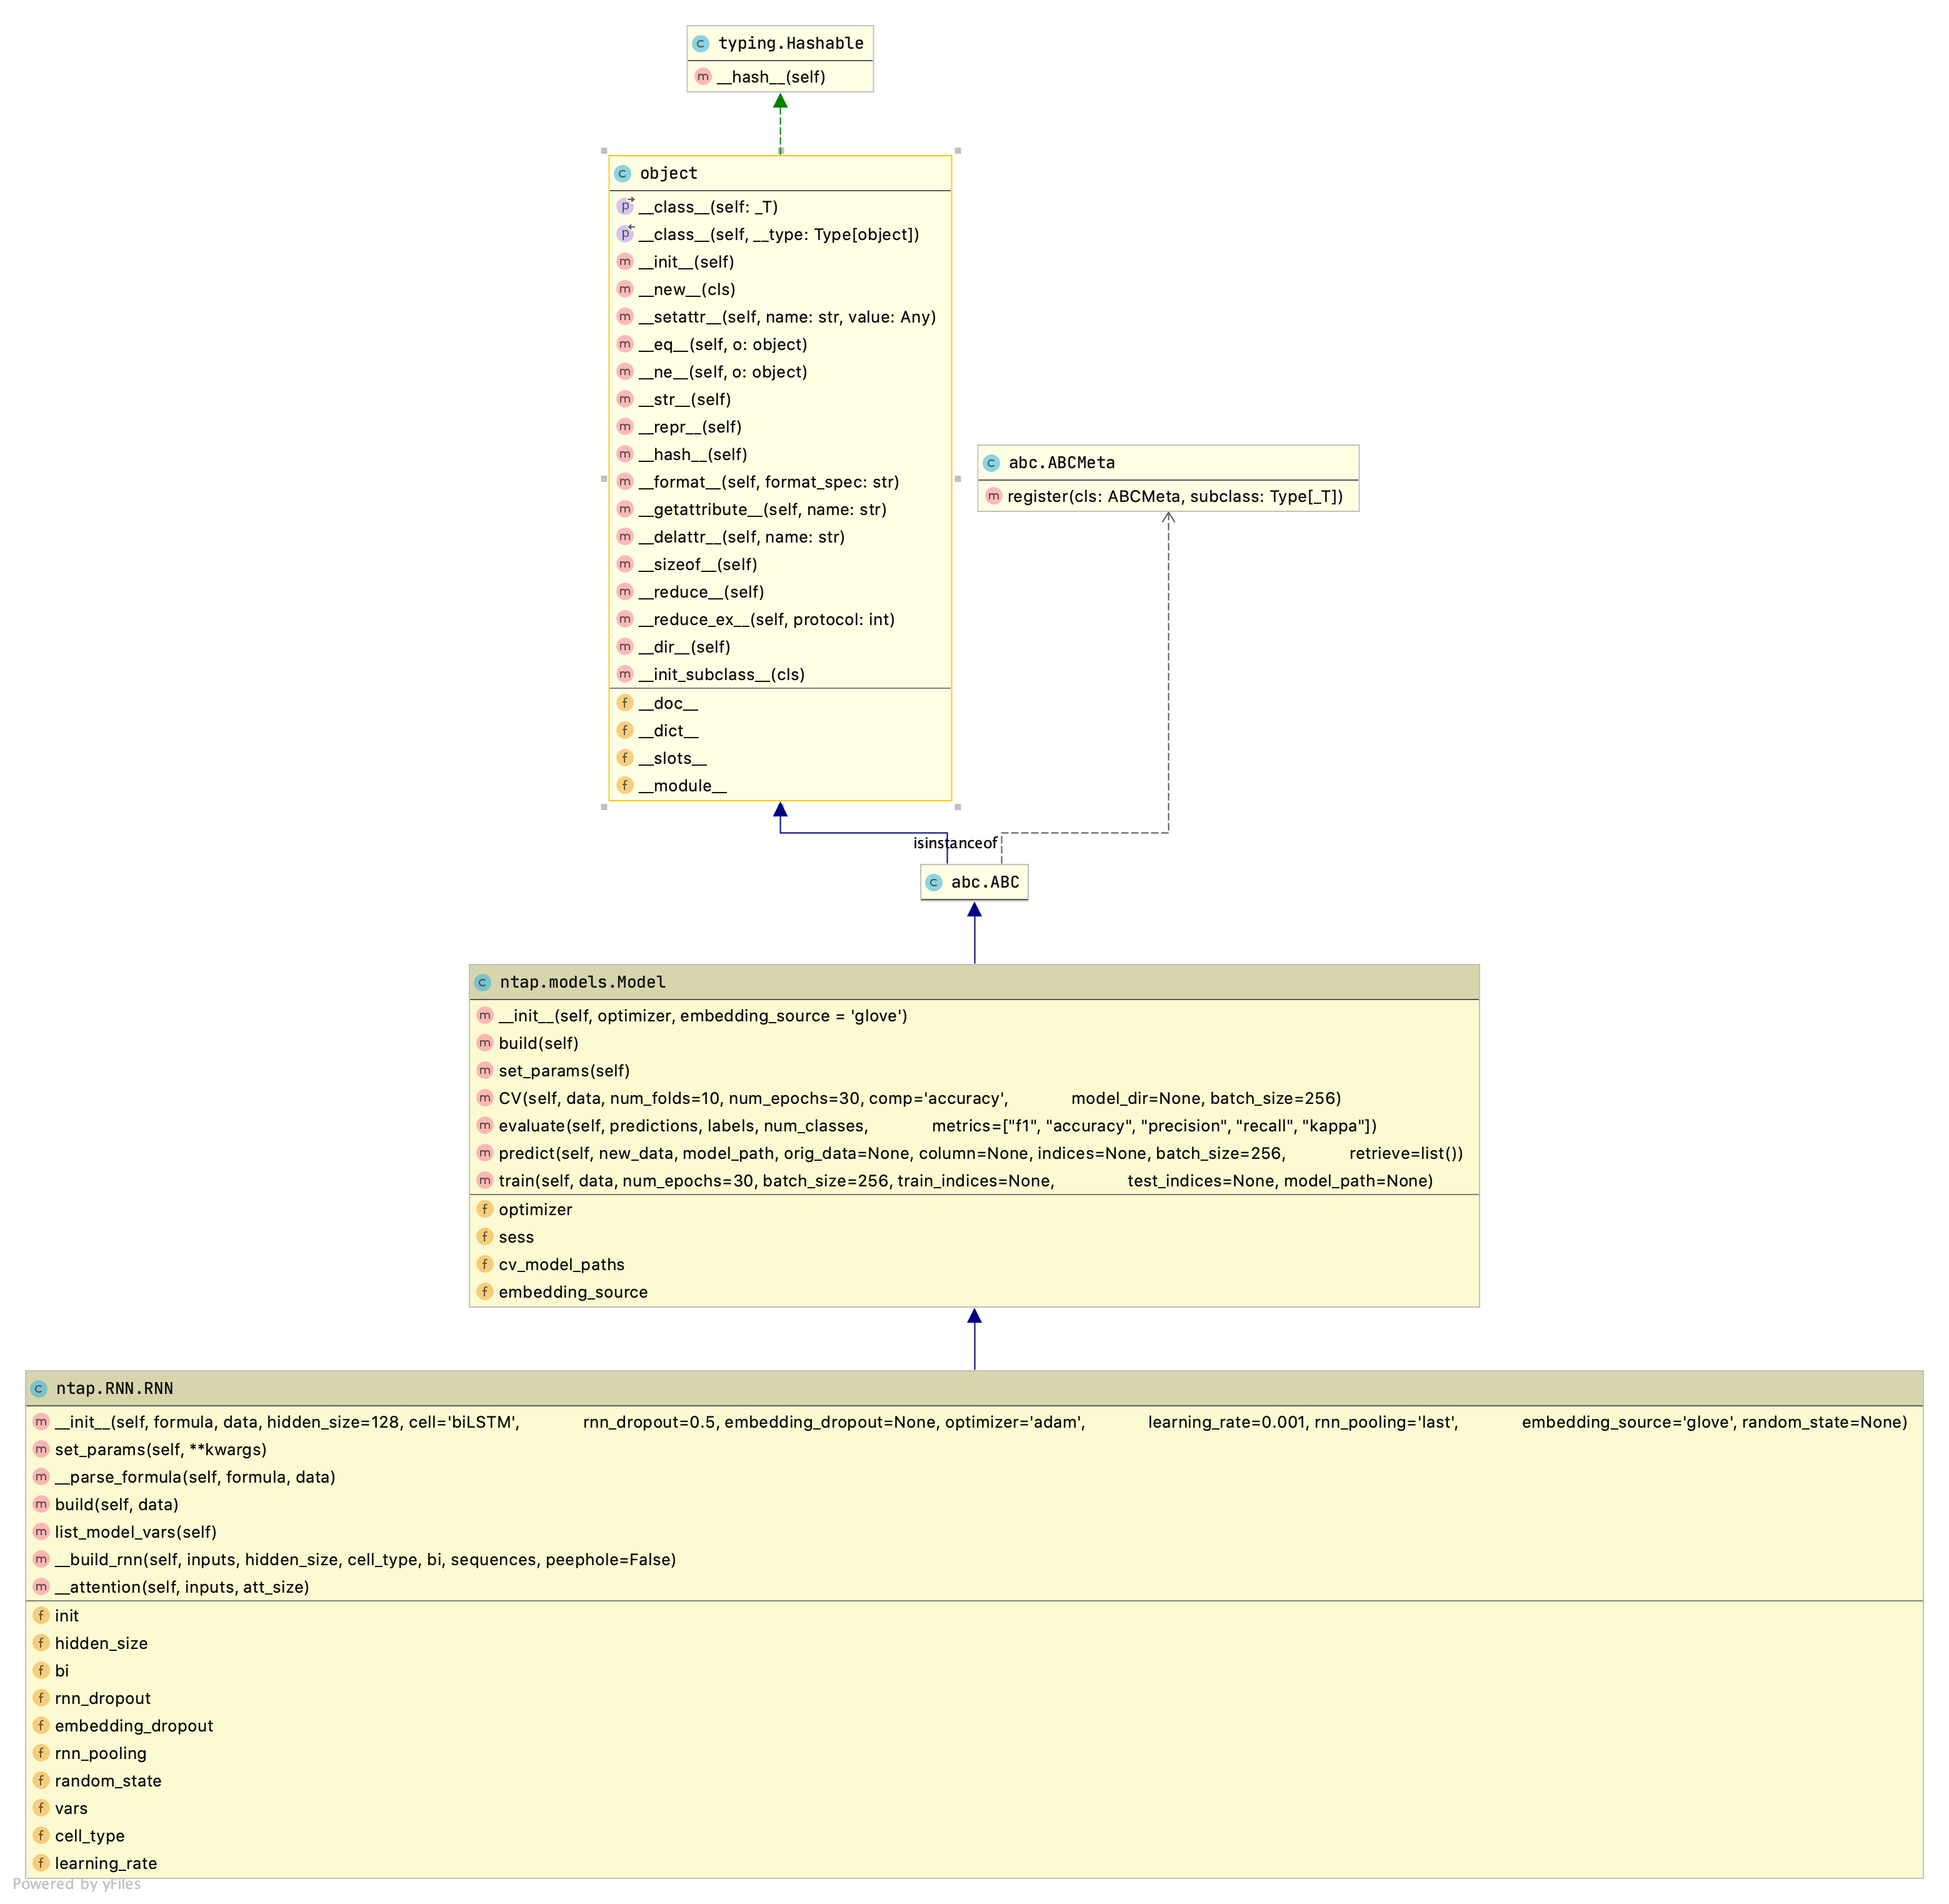 typing.Hashable
__hash__(self)
object
__class__(self: _T)
__class__(self, __type: Type[object])
__init__(self)
__new__(cls)
__setattr__(self, name: str, value: Any)
__eq__(self, o: object)
__ne__(self, o: object)
__str__(self)
__repr__(self)
__hash__(self)
__format__(self, format_spec: str)
__getattribute__(self, name: str)
__delattr__(self, name: str)
__sizeof__(self)
__reduce__(self)
__reduce_ex__(self, protocol: int)
__dir__(self)
__init_subclass__(cls)
__doc__
__dict__
__slots__
__module__
abc.ABCMeta
register(cls: ABCMeta, subclass: Type[_T])
isinstanceof
abc.ABC
ntap.models.Model
__init__(self, optimizer, embedding_source = 'glove')
build(self)
set_params(self)
CV(self, data, num_folds=10, num_epochs=30, comp='accuracy', model_dir=None, batch_size=256)
evaluate(self, predictions, labels, num_classes, metrics=["f1", "accuracy", "precision", "recall", "kappa"])
predict(self, new_data, model_path, orig_data=None, column=None, indices=None, batch_size=256, retrieve=list())
train(self, data, num_epochs=30, batch_size=256, train_indices=None, test_indices=None, model_path=None)
optimizer
sess
cv_model_paths
embedding_source
ntap.RNN.RNN
__init__(self, formula, data, hidden_size=128, cell='biLSTM', rnn_dropout=0.5, embedding_dropout=None, optimizer='adam', learning_rate=0.001, rnn_pooling='last', embedding_source='glove', random_state=None)
set_params(self, **kwargs)
__parse_formula(self, formula, data)
build(self, data)
list_model_vars(self)
__build_rnn(self, inputs, hidden_size, cell_type, bi, sequences, peephole=False)
__attention(self, inputs, att_size)
init
hidden_size
bi
rnn_dropout
embedding_dropout
rnn_pooling
random_state
vars
cell_type
learning_rate
Powered by yFiles